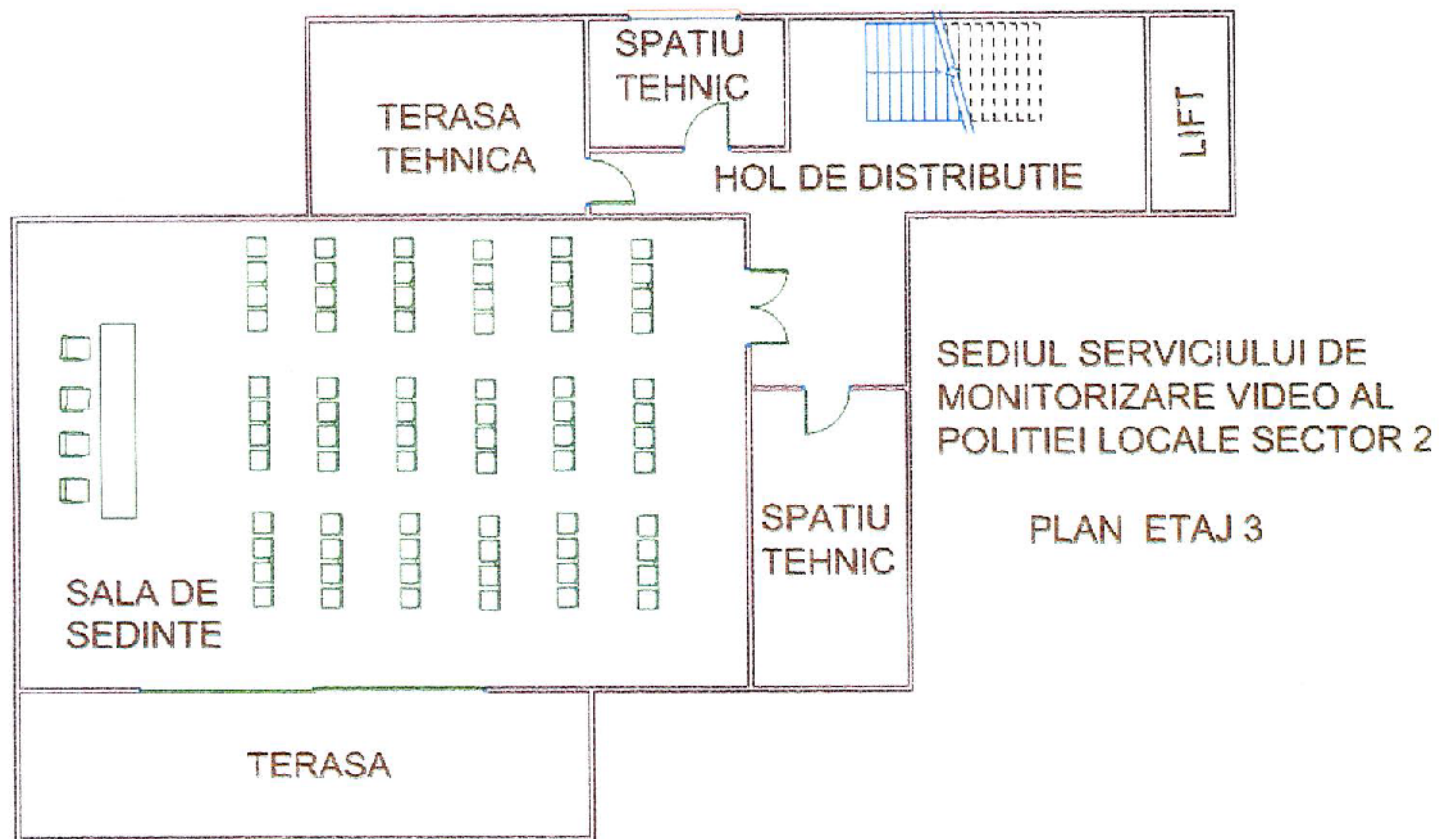 SPATIU
TEHNIC
TERASA
TEHNICA
LIFT
HOL DE DISTRIBUTIE
SEDIUL SERVICIULUI DE
MONITORIZARE VIDEO AL
POLITIEI LOCALE SECTOR 2
PLAN ETAJ 3
SPATIU
TEHNIC
SALA DE
SEDINTE
TERASA